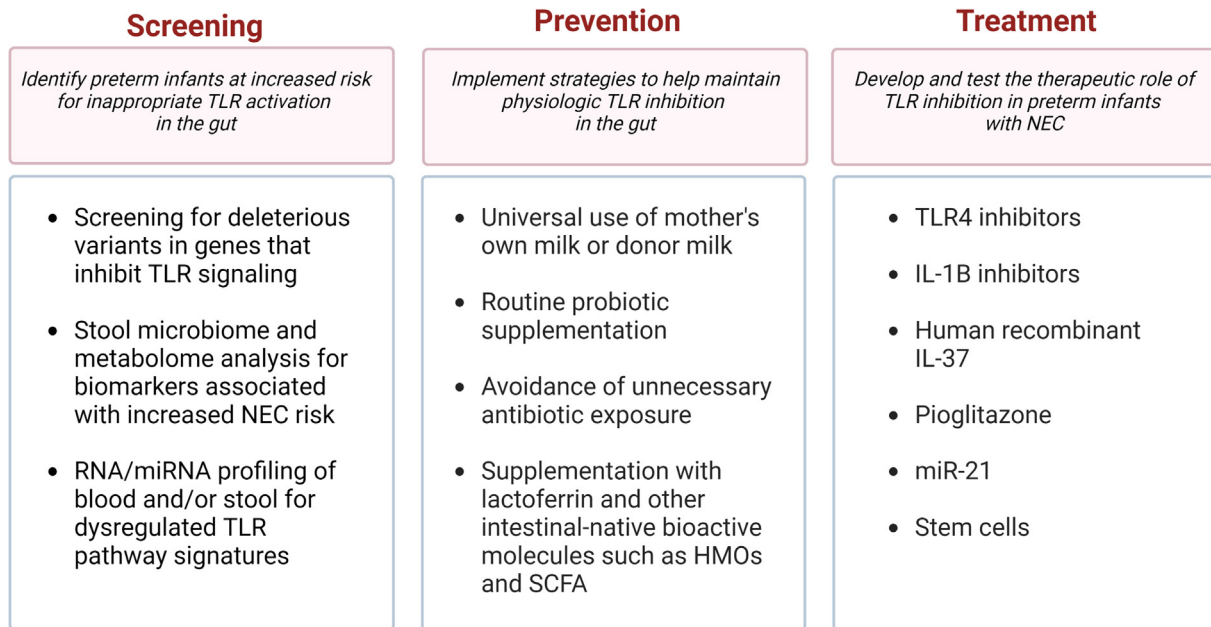 Screening
Identify preterm infants at increased risk
for inappropriate TLR activation
in the gut
• Screening for deleterious
variants in genes that
inhibit TLR signaling
• Stool microbiome and
metabolome analysis for
biomarkers associated
with increased NEC risk
• RNA/miRNA profiling of
blood and/or stool for
dysregulated TLR
pathway signatures
Prevention
Implement strategies to help maintain
physiologic TLR inhibition
in the gut
• Universal use of mother's
own milk or donor milk
• Routine probiotic
supplementation
• Avoidance of unnecessary
antibiotic exposure
• Supplementation with
lactoferrin and other
intestinal-native bioactive
molecules such as HMOs
and SCFA
Treatment
Develop and test the therapeutic role of
TLR inhibition in preterm infants
with NEC
• TLR4 inhibitors
• IL-1B inhibitors
• Human recombinant
IL-37
• Pioglitazone
• miR-21
• Stem cells